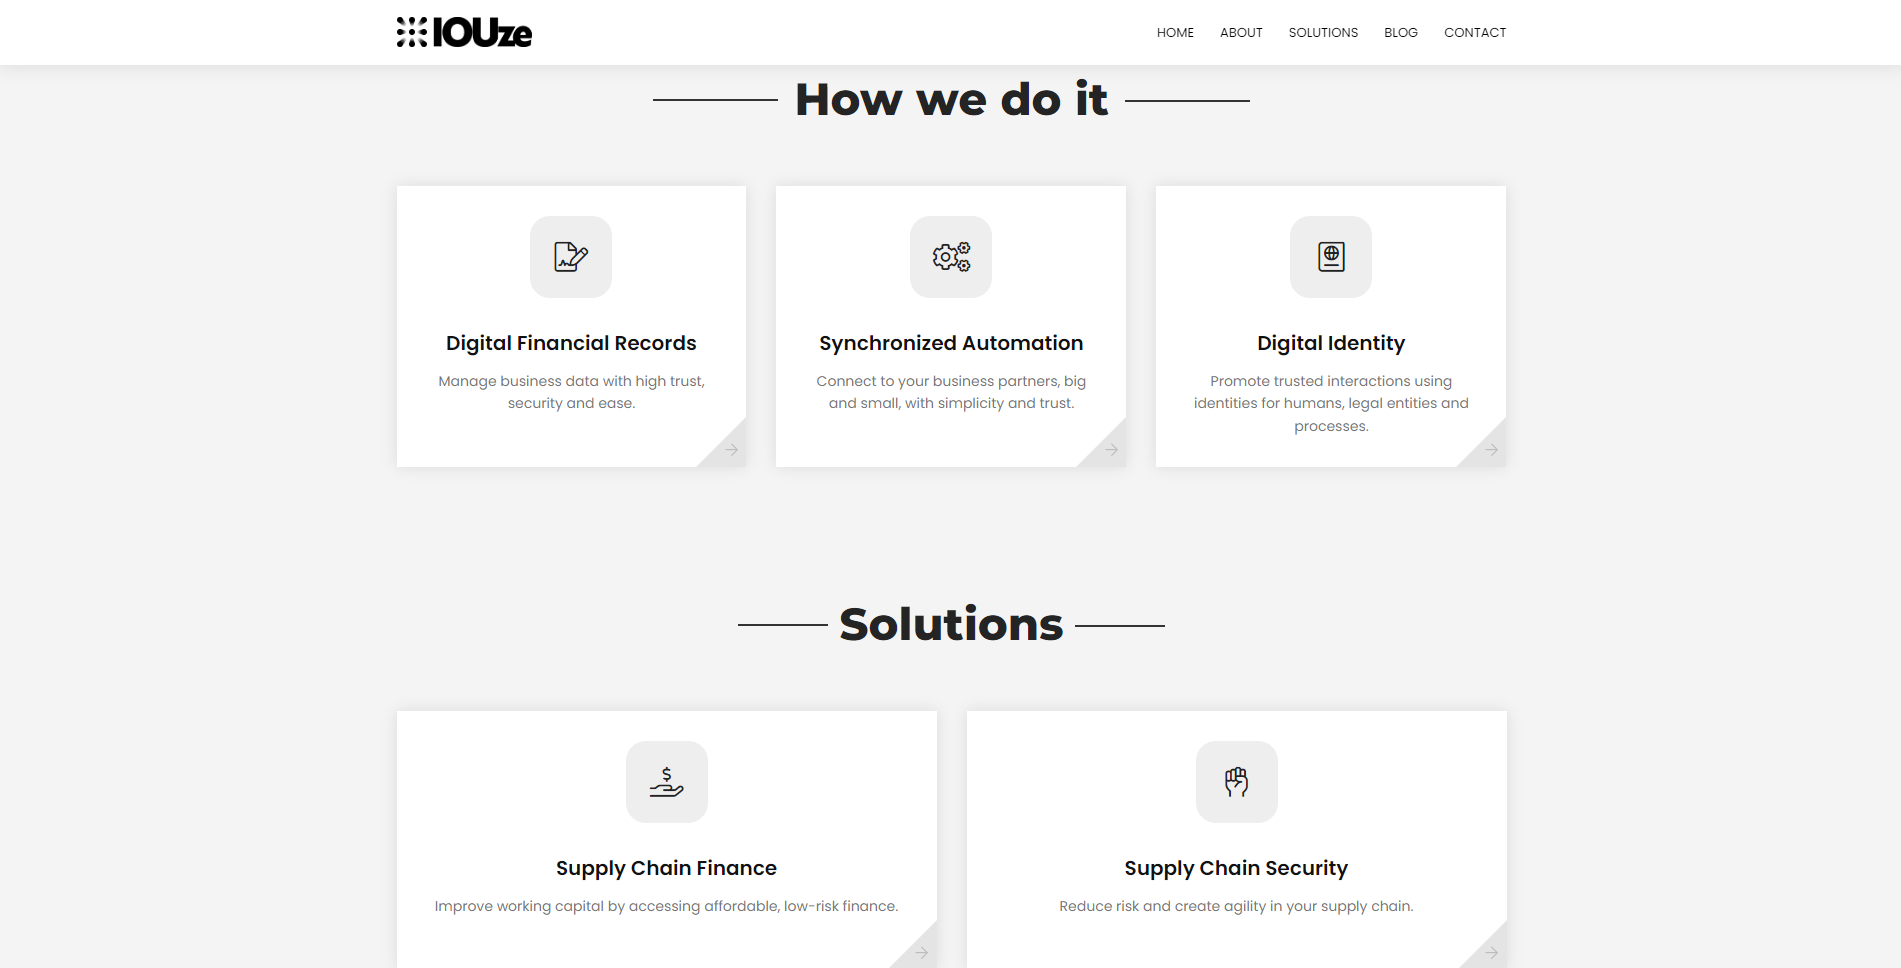 IOUze
HOME ABOUT SOLUTIONS BLOG CONTACT
How we do it
Digital Financial Records
Manage business data with high trust,
security and ease.
Synchronized Automation
Connect to your business partners, big
and small, with simplicity and trust.
Digital Identity
Promote trusted interactions using
identities for humans, legal entities and
processes.
Solutions
Supply Chain Finance
Improve working capital by accessing affordable, low-risk finance.
Supply Chain Security
Reduce risk and create agility in your supply chain.